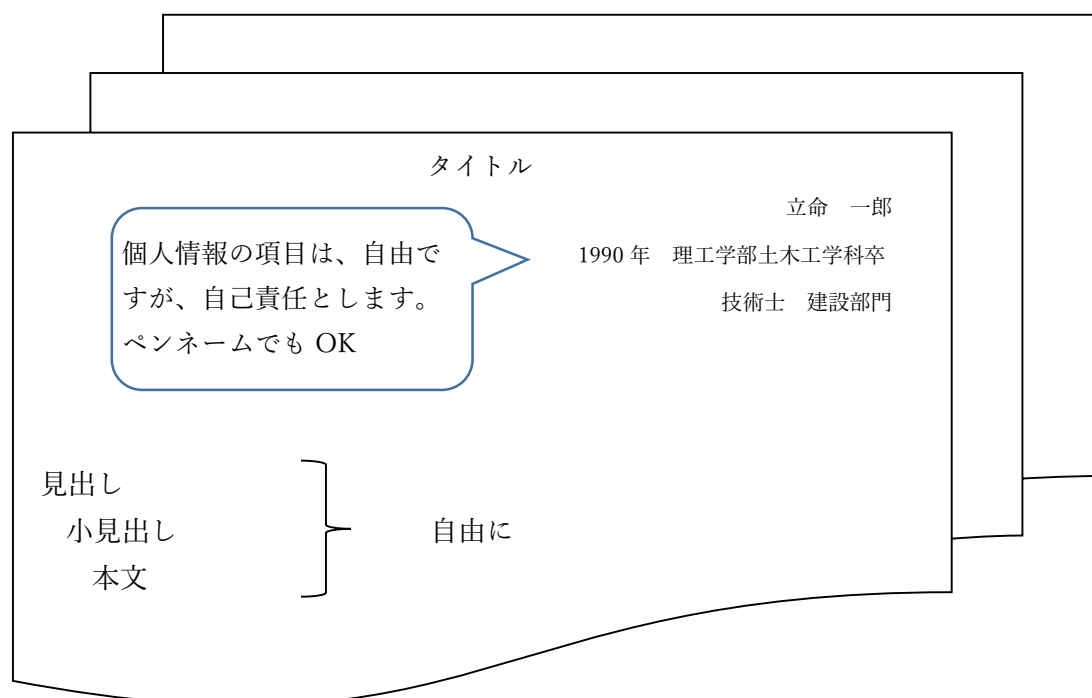 タイトル
立命　一郎
1990 年　理工学部土木工学科卒
技術士　建設部門
個人情報の項目は、自由で
すが、自己責任とします。
ペンネームでも OK
見出し
小見出し
本文
自由に